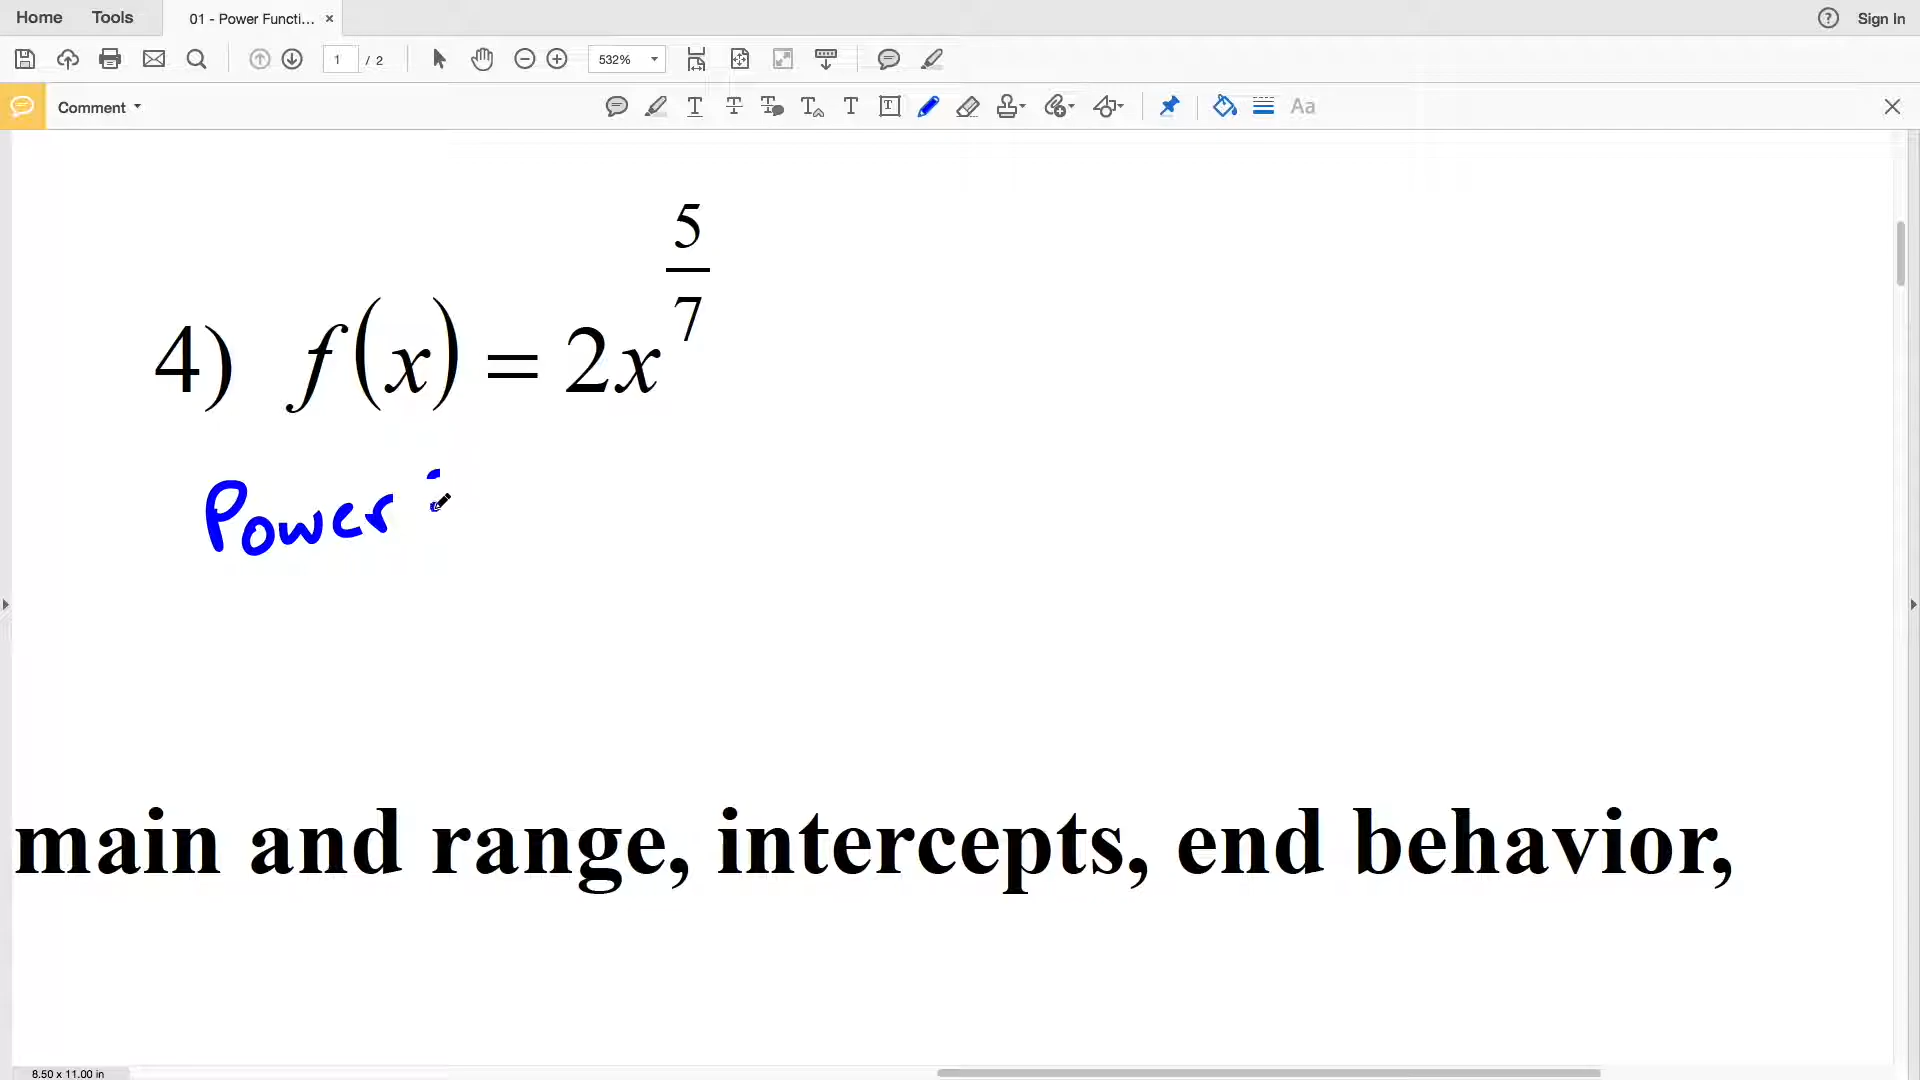 Home Tools 01 - Power Functi... × ? Sign In
1 / 2 532%
Comment T T T T T T Aa
4) f(x) = 2x^(5/7)
Power :
main and range, intercepts, end behavior,
8.50 x 11.00 in